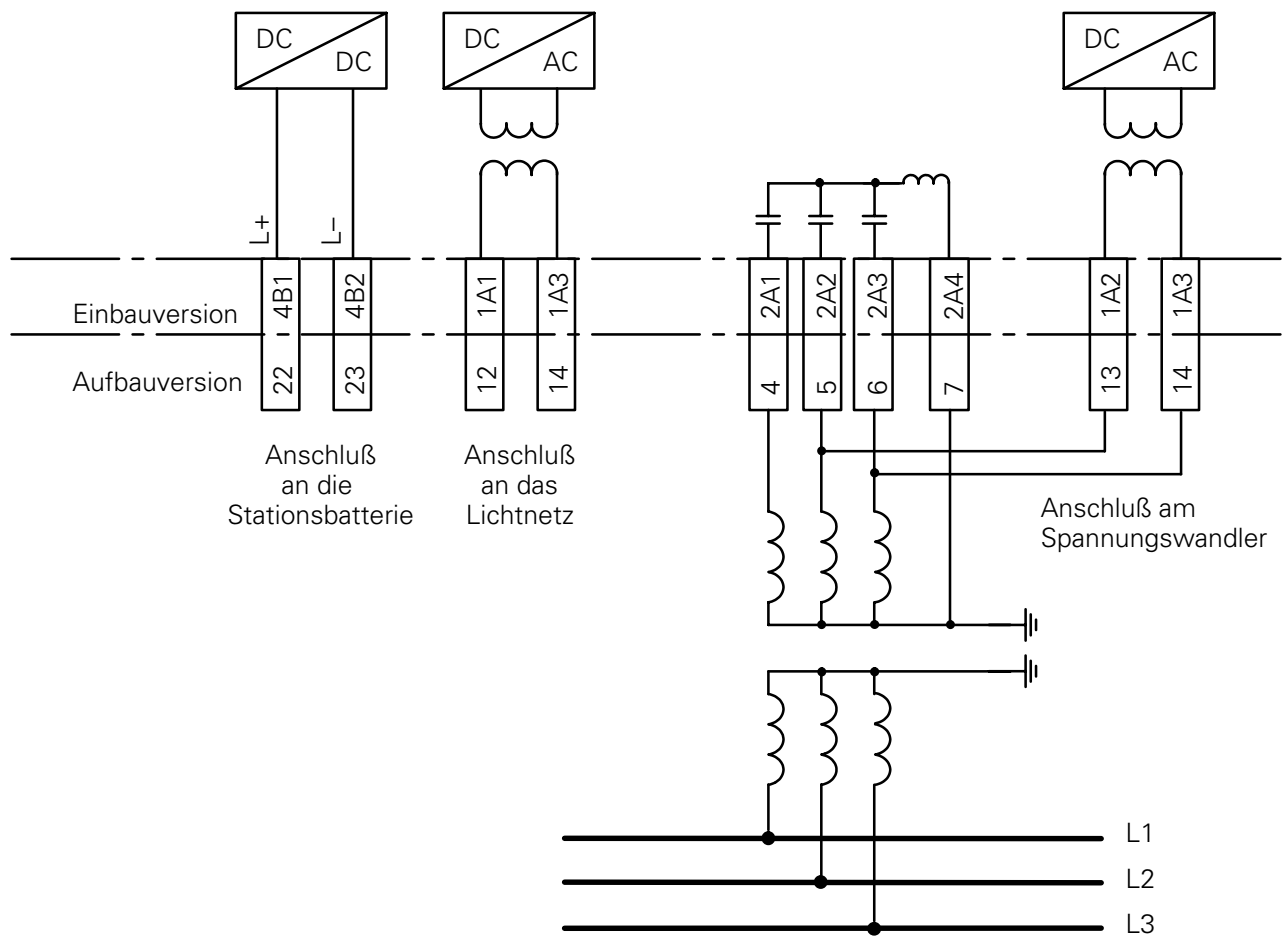 DC
DC
DC
AC
DC
AC
L+
L–
Einbauversion
4B1
4B2
1A1
1A3
2A1
2A2
2A3
2A4
1A2
1A3
Aufbauversion
22
23
12
14
4
5
6
7
13
14
Anschluß
an die
Stationsbatterie
Anschluß
an das
Lichtnetz
Anschluß am
Spannungswandler
L1
L2
L3